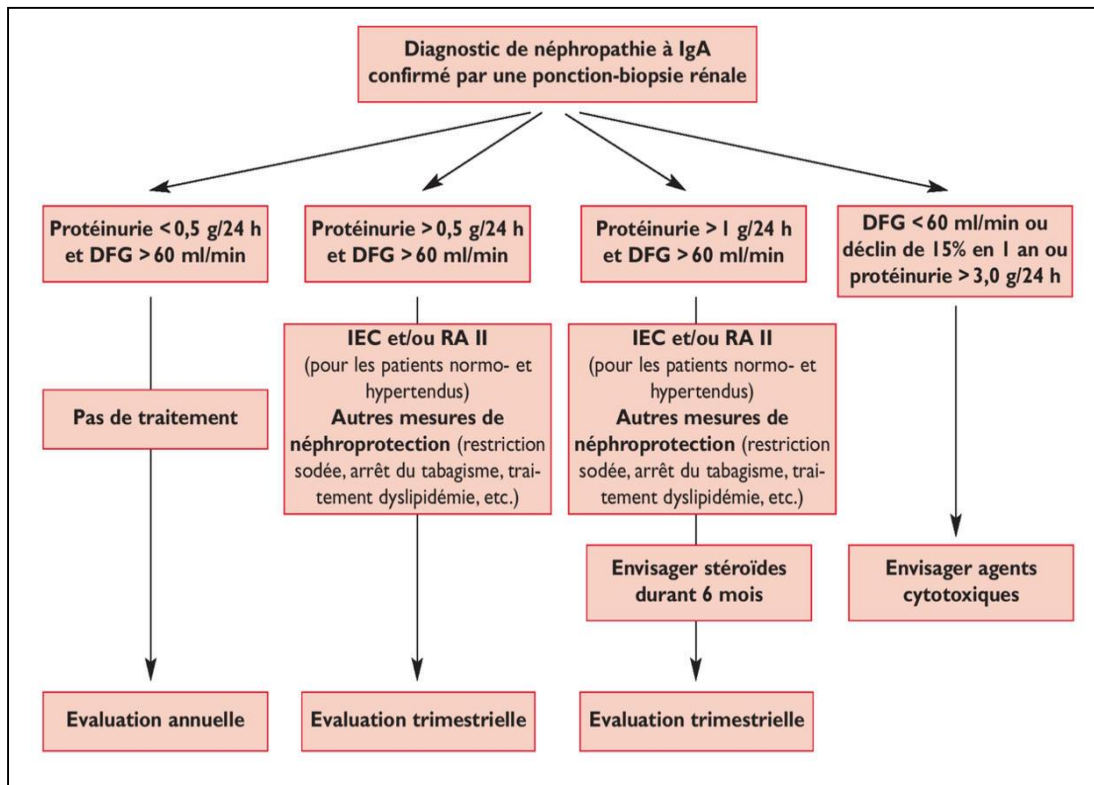 Diagnostic de néphropathie à IgA
confirmé par une ponction-biopsie rénale
Protéinurie <0,5 g/24 h
et DFG > 60 ml/min
Protéinurie >0,5 g/24 h
et DFG > 60 ml/min
Protéinurie > 1 g/24 h
et DFG > 60 ml/min
DFG <60 ml/min ou
déclin de 15% en 1 an ou
protéinurie > 3,0 g/24 h
Pas de traitement
IEC et/ou RA II
(pour les patients normo- et
hypertendus)
Autres mesures de
néphroprotection (restriction
sodée, arrêt du tabagisme, trai-
tement dyslipidémie, etc.)
IEC et/ou RA II
(pour les patients normo- et
hypertendus)
Autres mesures de
néphroprotection (restriction
sodée, arrêt du tabagisme, trai-
tement dyslipidémie, etc.)
Envisager stéroïdes
durant 6 mois
Envisager agents
cytotoxiques
Evaluation annuelle
Evaluation trimestrielle
Evaluation trimestrielle